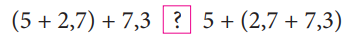 (5 + 2,7) + 7,3 ? 5 + (2,7 + 7,3)